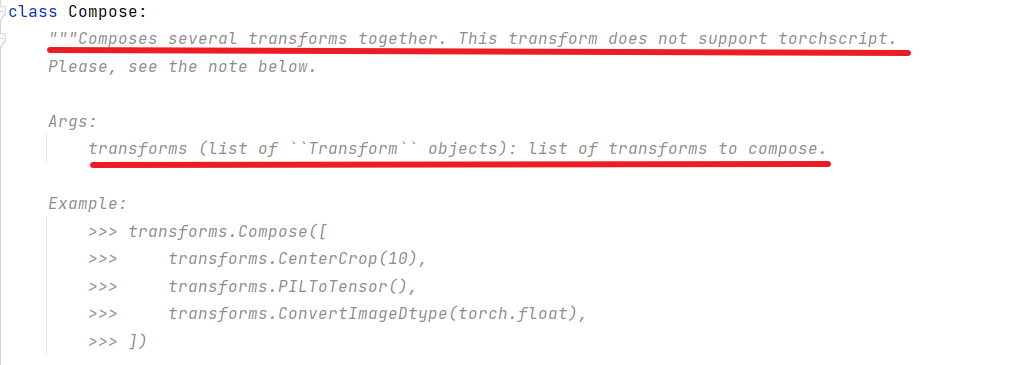 class Compose:
"""Composes several transforms together. This transform does not support torchscript.
Please, see the note below.
Args:
transforms (list of ``Transform`` objects): list of transforms to compose.
Example:
>>> transforms.Compose([
>>>     transforms.CenterCrop(10),
>>>     transforms.PILToTensor(),
>>>     transforms.ConvertImageDtype(torch.float),
>>> ])